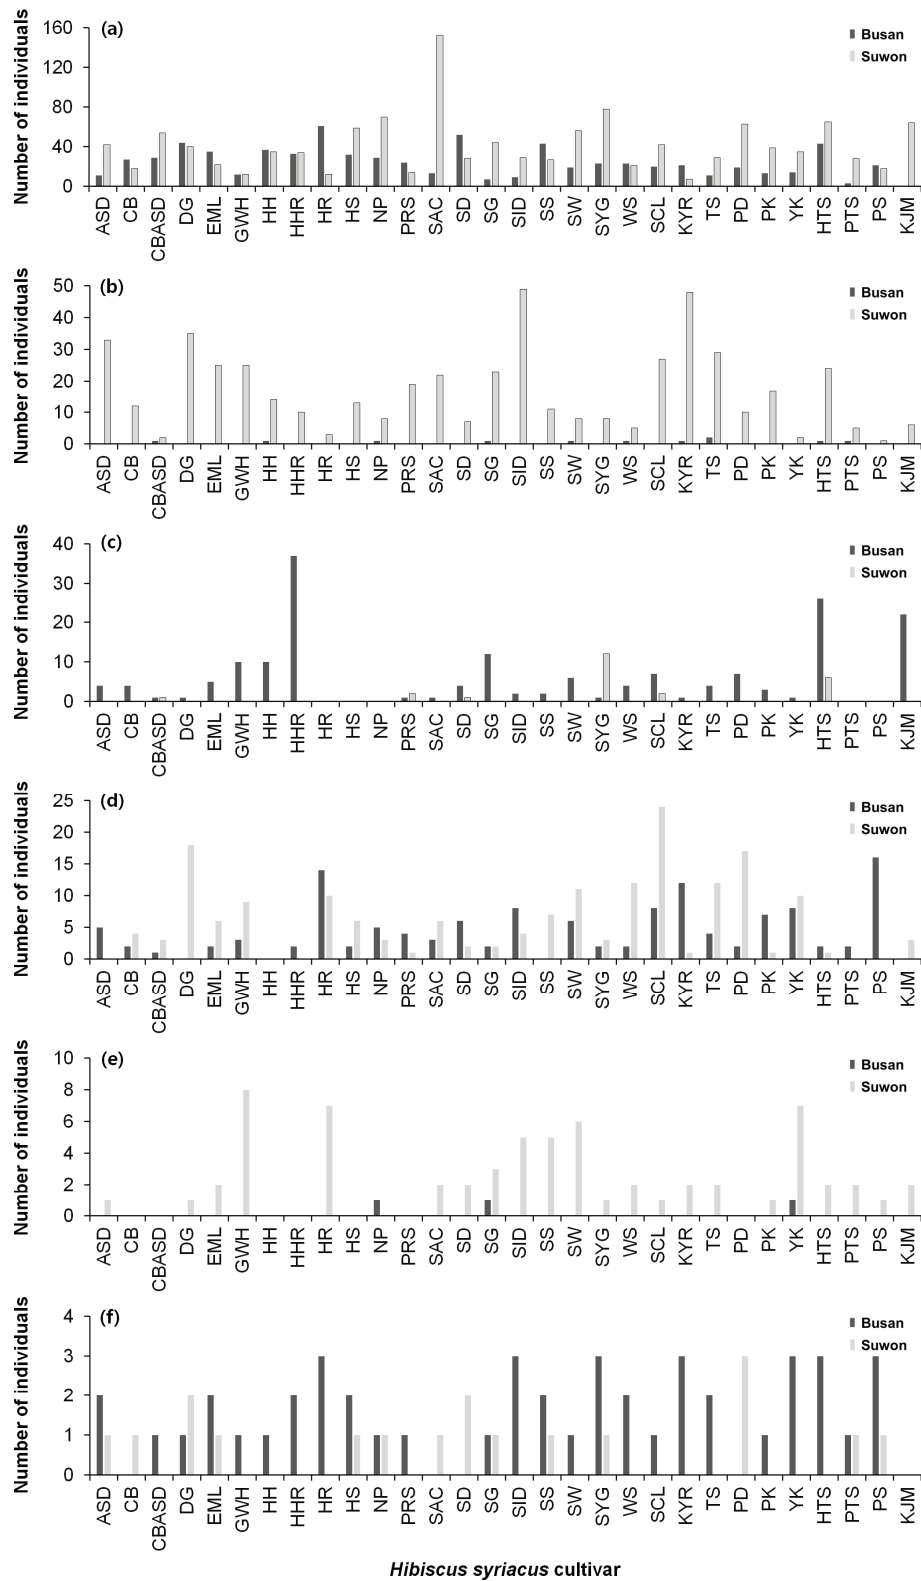 (a)
Busan
Suwon
Number of individuals
160
120
80
40
0
ASD CB CBASD DG EML GWH HH HHR HR HS NP PRS SAC SD SG SID SS SW SYG WS SCL KYR TS PD PK YK HTS PTS PS KJM
(b)
Busan
Suwon
Number of individuals
50
40
30
20
10
0
ASD CB CBASD DG EML GWH HH HHR HR HS NP PRS SAC SD SG SID SS SW SYG WS SCL KYR TS PD PK YK HTS PTS PS KJM
(c)
Busan
Suwon
Number of individuals
40
30
20
10
0
ASD CB CBASD DG EML GWH HH HHR HR HS NP PRS SAC SD SG SID SS SW SYG WS SCL KYR TS PD PK YK HTS PTS PS KJM
(d)
Busan
Suwon
Number of individuals
25
20
15
10
5
0
ASD CB CBASD DG EML GWH HH HHR HR HS NP PRS SAC SD SG SID SS SW SYG WS SCL KYR TS PD PK YK HTS PTS PS KJM
(e)
Busan
Suwon
Number of individuals
10
8
6
4
2
0
ASD CB CBASD DG EML GWH HH HHR HR HS NP PRS SAC SD SG SID SS SW SYG WS SCL KYR TS PD PK YK HTS PTS PS KJM
(f)
Busan
Suwon
Number of individuals
4
3
2
1
0
ASD CB CBASD DG EML GWH HH HHR HR HS NP PRS SAC SD SG SID SS SW SYG WS SCL KYR TS PD PK YK HTS PTS PS KJM
Hibiscus syriacus cultivar